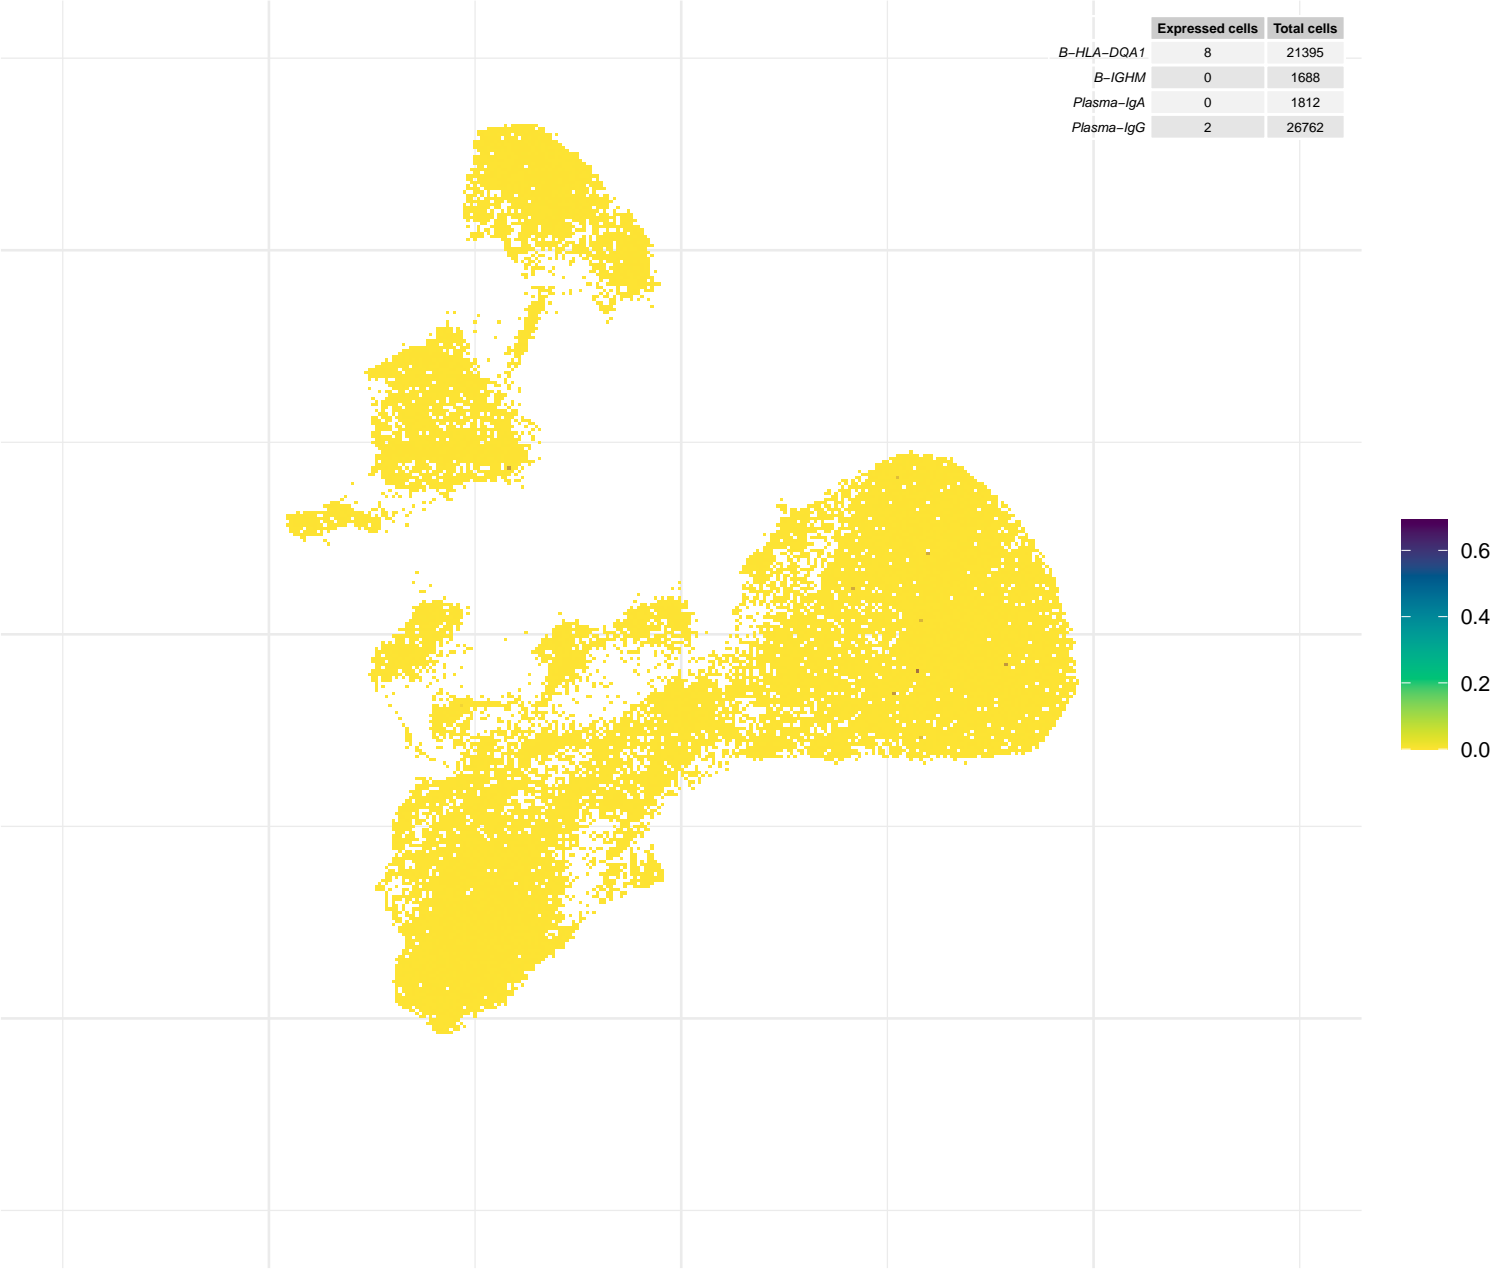 Expressed cells Total cells
B−HLA−DQA1 8 21395
B−IGHM 0 1688
Plasma−IgA 0 1812
Plasma−IgG 2 26762
0.6
0.4
0.2
0.0